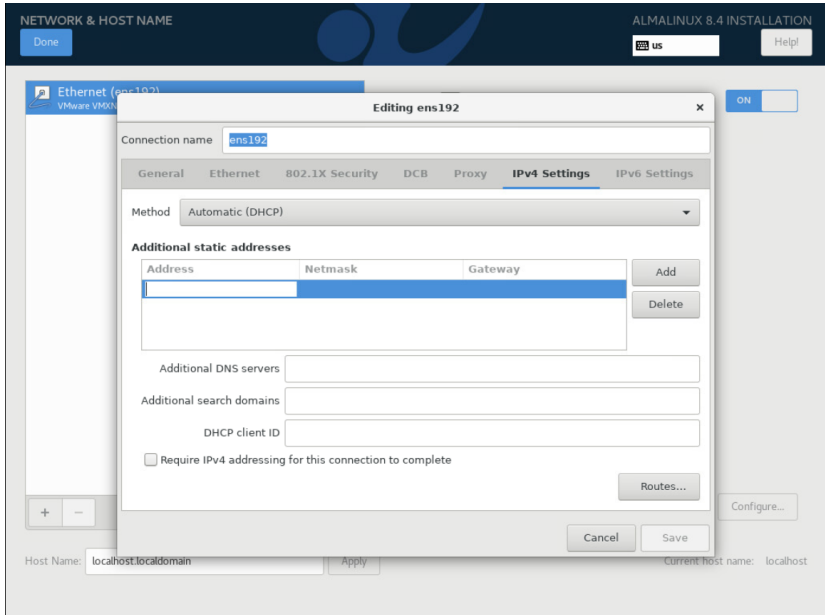 NETWORK & HOST NAME
ALMALINUX 8.4 INSTALLATION
Done
us
Help!
Ethernet (ens192)
VMware VMXN
ON
Editing ens192
×
Connection name ens192
General Ethernet 802.1X Security DCB Proxy IPv4 Settings IPv6 Settings
Method Automatic (DHCP)
Additional static addresses
Address Netmask Gateway
Add
Delete
Additional DNS servers
Additional search domains
DHCP client ID
Require IPv4 addressing for this connection to complete
Routes...
+ −
Configure...
Cancel Save
Host Name: localhost.localdomain Apply Current host name: localhost